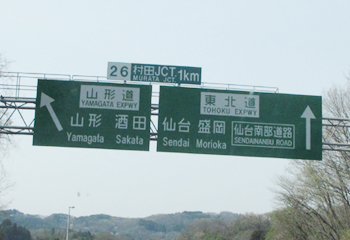 26 村田JCT 1km
MURATA JCT
山形道
YAMAGATA EXPWY
山形 酒田
Yamagata Sakata
東北道
TOHOKU EXPWY
仙台 盛岡 仙台南部道路
Sendai Morioka SENDAINANBU ROAD